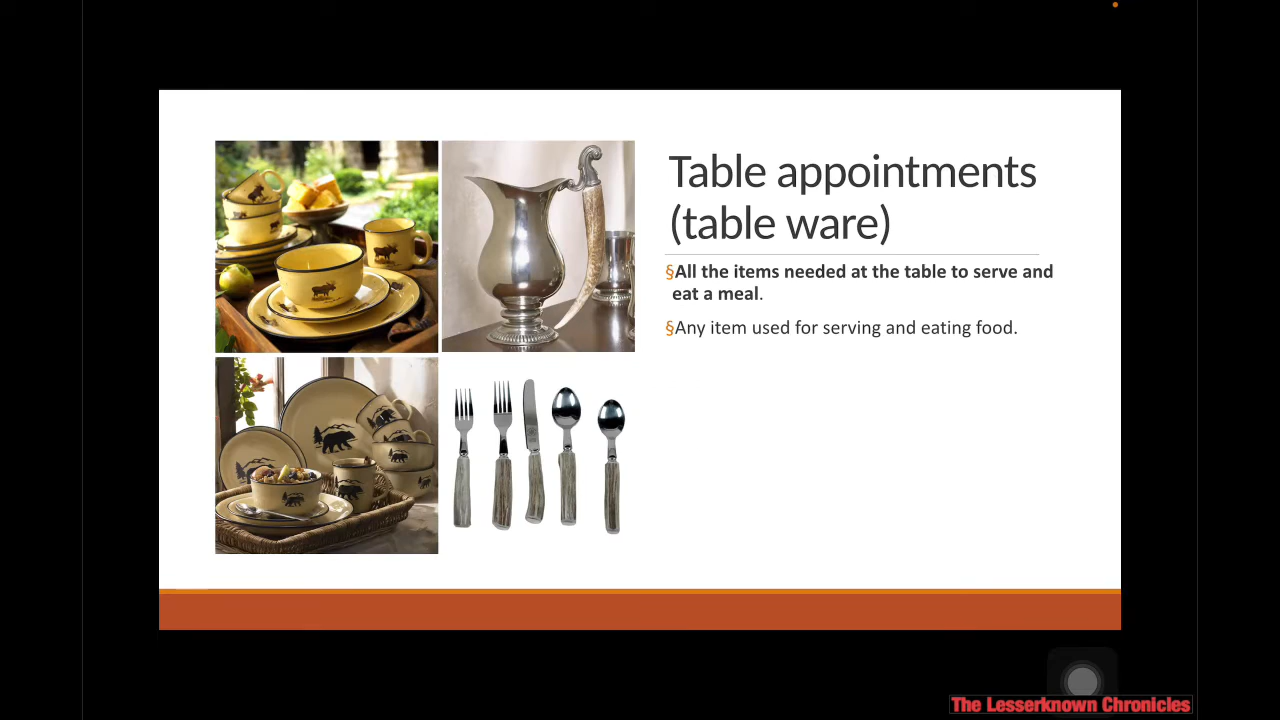 Table appointments
(table ware)
§All the items needed at the table to serve and
eat a meal.
§Any item used for serving and eating food.
The Lesserknown Chronicles